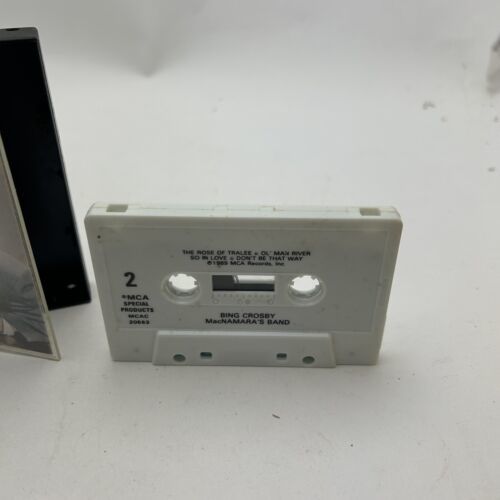 THE ROSE OF TRALEE • OL' MAN RIVER
SO IN LOVE • DON'T BE THAT WAY
©1989 MCA Records, Inc.
2
MCA
SPECIAL
PRODUCTS
MCAC
20683
BING CROSBY
MacNAMARA'S BAND